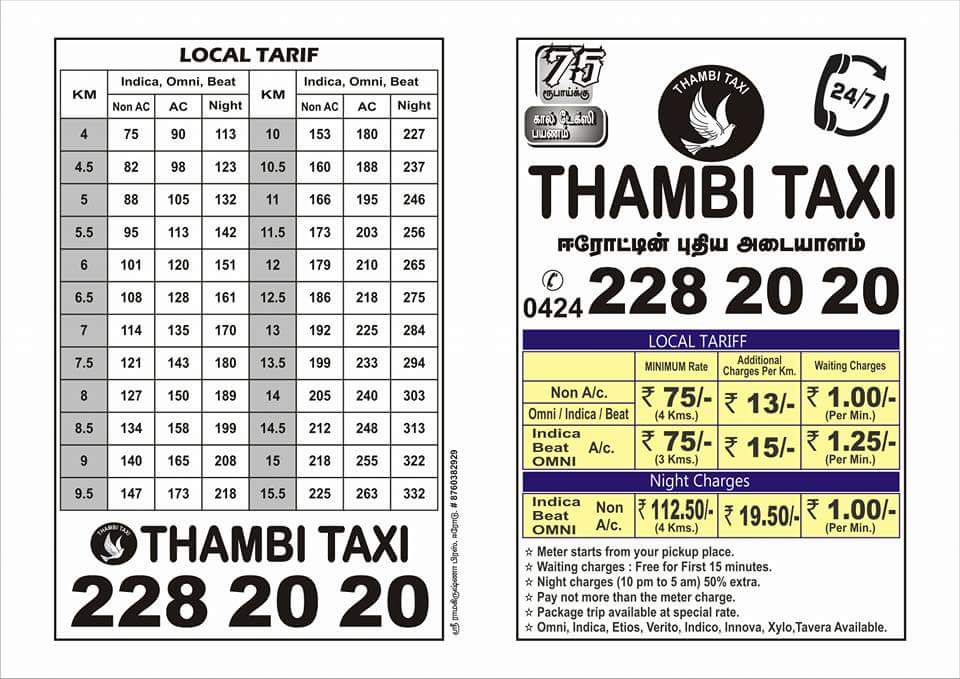 LOCAL TARIF
KM Indica, Omni, Beat KM Indica, Omni, Beat
Non AC AC Night Non AC AC Night
4 75 90 113 10 153 180 227
4.5 82 98 123 10.5 160 188 237
5 88 105 132 11 166 195 246
5.5 95 113 142 11.5 173 203 256
6 101 120 151 12 179 210 265
6.5 108 128 161 12.5 186 218 275
7 114 135 170 13 192 225 284
7.5 121 143 180 13.5 199 233 294
8 127 150 189 14 205 240 303
8.5 134 158 199 14.5 212 248 313
9 140 165 208 15 218 255 322
9.5 147 173 218 15.5 225 263 332
THAMBI TAXI
THAMBI TAXI
228 20 20
ஸ்ரீ ராமகிருஷ்ணா பிரஸ், ஈரோடு. # 8760382929
75
ரூபாய்க்கு
கால் டேக்ஸி
பயணம்
THAMBI TAXI
24/7
THAMBI TAXI
ஈரோட்டின் புதிய அடையாளம்
0424 228 20 20
LOCAL TARIFF
MINIMUM Rate Additional Charges Per Km. Waiting Charges
Non A/c. ₹ 75/- ₹ 13/- ₹ 1.00/-
Omni / Indica / Beat (4 Kms.) (Per Min.)
Indica Beat OMNI A/c. ₹ 75/- ₹ 15/- ₹ 1.25/-
(3 Kms.) (Per Min.)
Night Charges
Indica Beat OMNI Non A/c. ₹ 112.50/- ₹ 19.50/- ₹ 1.00/-
(4 Kms.) (Per Min.)
☆ Meter starts from your pickup place.
☆ Waiting charges : Free for First 15 minutes.
☆ Night charges (10 pm to 5 am) 50% extra.
☆ Pay not more than the meter charge.
☆ Package trip available at special rate.
☆ Omni, Indica, Etios, Verito, Indico, Innova, Xylo,Tavera Available.